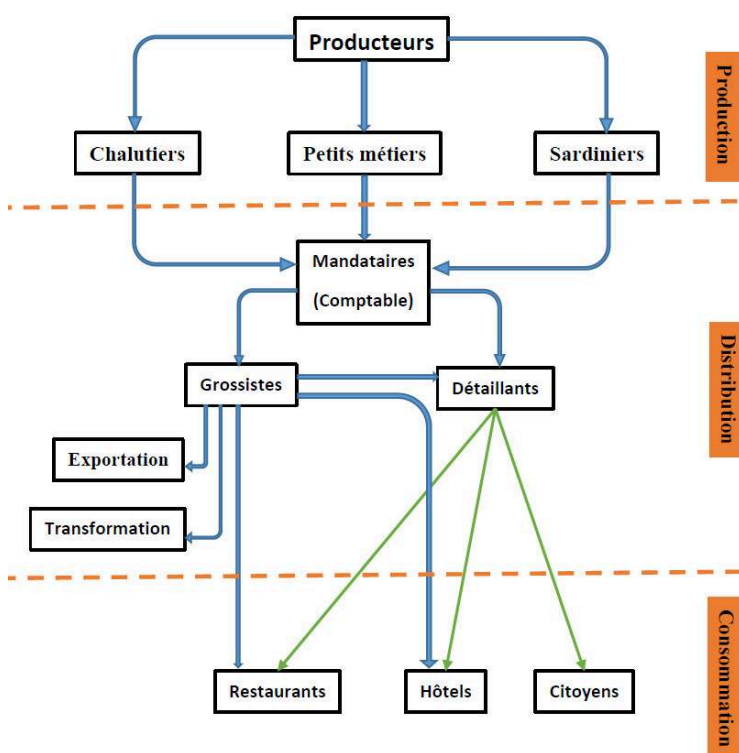 Producteurs
Production
Chalutiers
Petits métiers
Sardiniers
Mandataires
(Comptable)
Distribution
Grossistes
Détaillants
Exportation
Transformation
Consommation
Restaurants
Hôtels
Citoyens